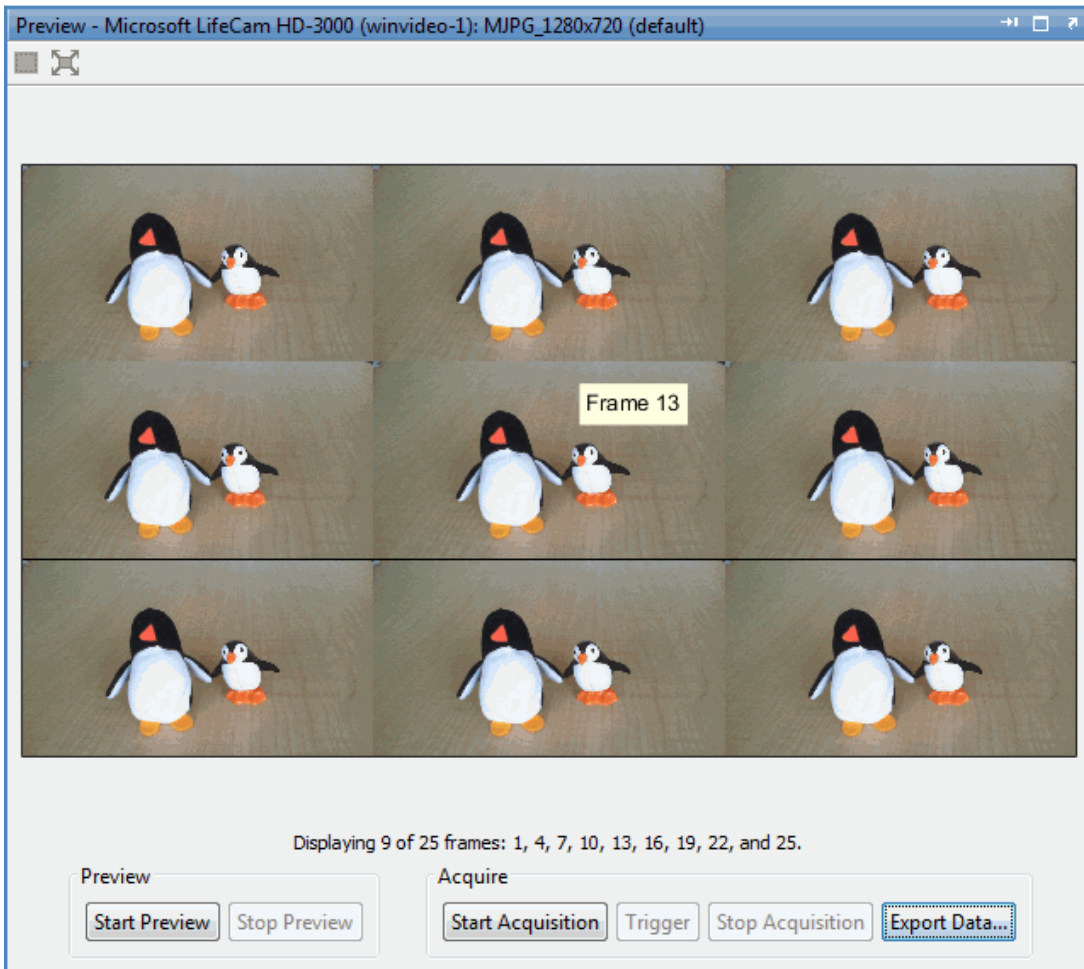 Preview - Microsoft LifeCam HD-3000 (winvideo-1): MJPG_1280x720 (default)
Frame 13
Displaying 9 of 25 frames: 1, 4, 7, 10, 13, 16, 19, 22, and 25.
Preview
Acquire
Start Preview
Stop Preview
Start Acquisition
Trigger
Stop Acquisition
Export Data...